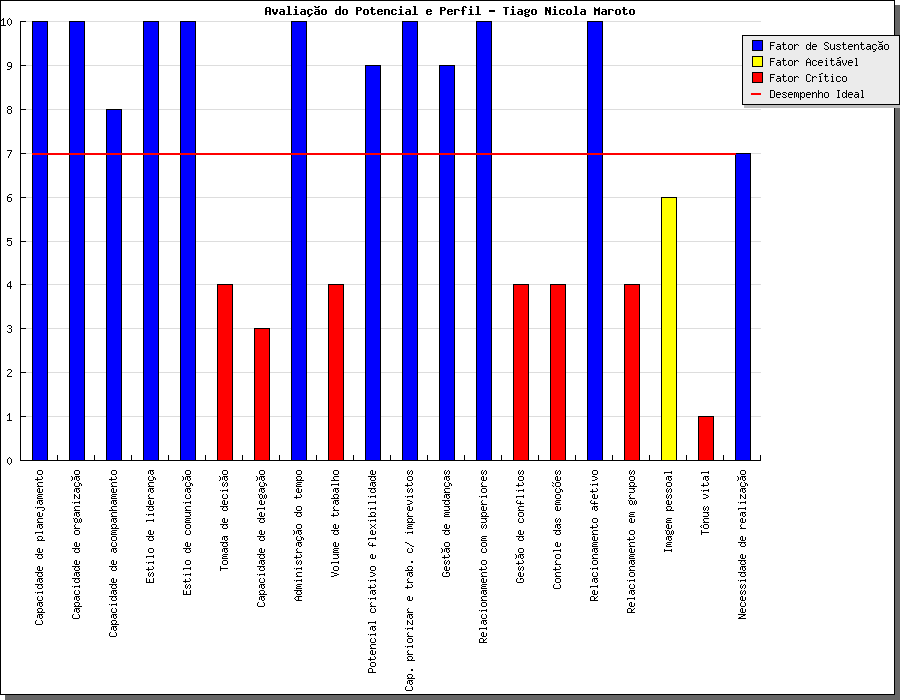 Avaliação do Potencial e Perfil - Tiago Nicola Maroto
Fator de Sustentação
Fator Aceitável
Fator Crítico
Desempenho Ideal
10
9
8
7
6
5
4
3
2
1
0
Capacidade de planejamento
Capacidade de organização
Capacidade de acompanhamento
Estilo de liderança
Estilo de comunicação
Tomada de decisão
Capacidade de delegação
Administração do tempo
Volume de trabalho
Potencial criativo e flexibilidade
Cap. priorizar e trab. c/ imprevistos
Gestão de mudanças
Relacionamento com superiores
Gestão de conflitos
Controle das emoções
Relacionamento afetivo
Relacionamento em grupos
Imagem pessoal
Tônus vital
Necessidade de realização